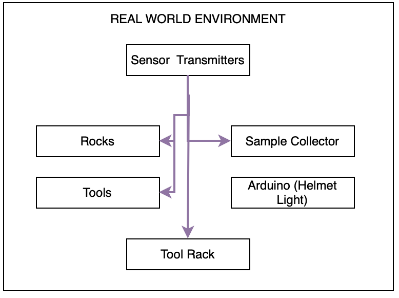 REAL WORLD ENVIRONMENT
Sensor Transmitters
Rocks
Sample Collector
Tools
Arduino (Helmet
Light)
Tool Rack